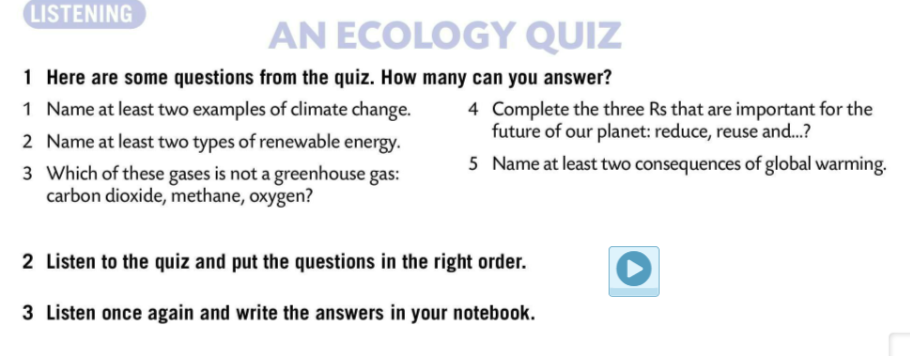 LISTENING
AN ECOLOGY QUIZ
1 Here are some questions from the quiz. How many can you answer?
1 Name at least two examples of climate change.
2 Name at least two types of renewable energy.
3 Which of these gases is not a greenhouse gas:
carbon dioxide, methane, oxygen?
4 Complete the three Rs that are important for the
future of our planet: reduce, reuse and...?
5 Name at least two consequences of global warming.
2 Listen to the quiz and put the questions in the right order.
3 Listen once again and write the answers in your notebook.